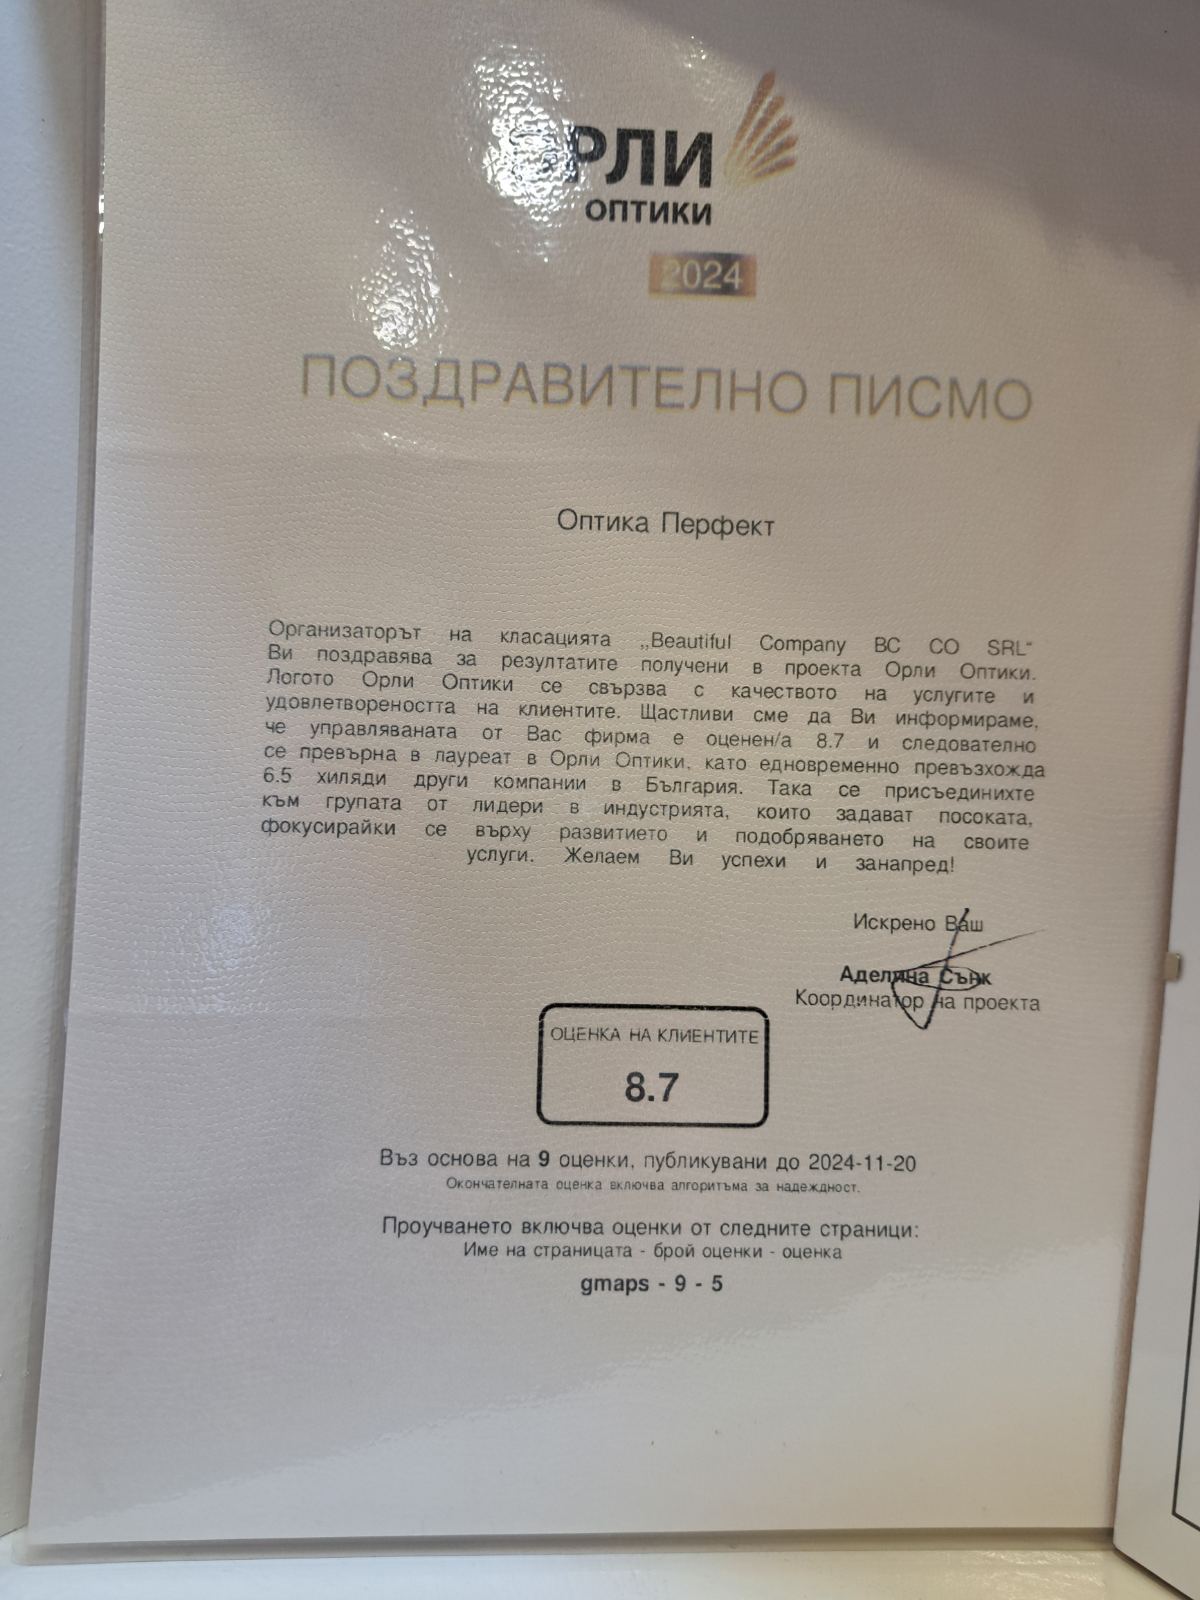 ОРЛИ
ОПТИКИ
2024
ПОЗДРАВИТЕЛНО ПИСМО
Оптика Перфект
Организаторът на класацията „Beautiful Company BC CO SRL“
Ви поздравява за резултатите получени в проекта Орли Оптики.
Логото Орли Оптики се свързва с качеството на услугите и
удовлетвореността на клиентите. Щастливи сме да Ви информираме,
че управляваната от Вас фирма е оценен/а 8.7 и следователно
се превърна в лауреат в Орли Оптики, като едновременно превъзхожда
6.5 хиляди други компании в България. Така се присъединихте
към групата от лидери в индустрията, които задават посоката,
фокусирайки се върху развитието и подобряването на своите
услуги. Желаем Ви успехи и занапред!
Искрено Ваш
Аделина Сънк
Координатор на проекта
ОЦЕНКА НА КЛИЕНТИТЕ
8.7
Въз основа на 9 оценки, публикувани до 2024-11-20
Окончателната оценка включва алгоритъма за надеждност.
Проучването включва оценки от следните страници:
Име на страницата - брой оценки - оценка
gmaps - 9 - 5